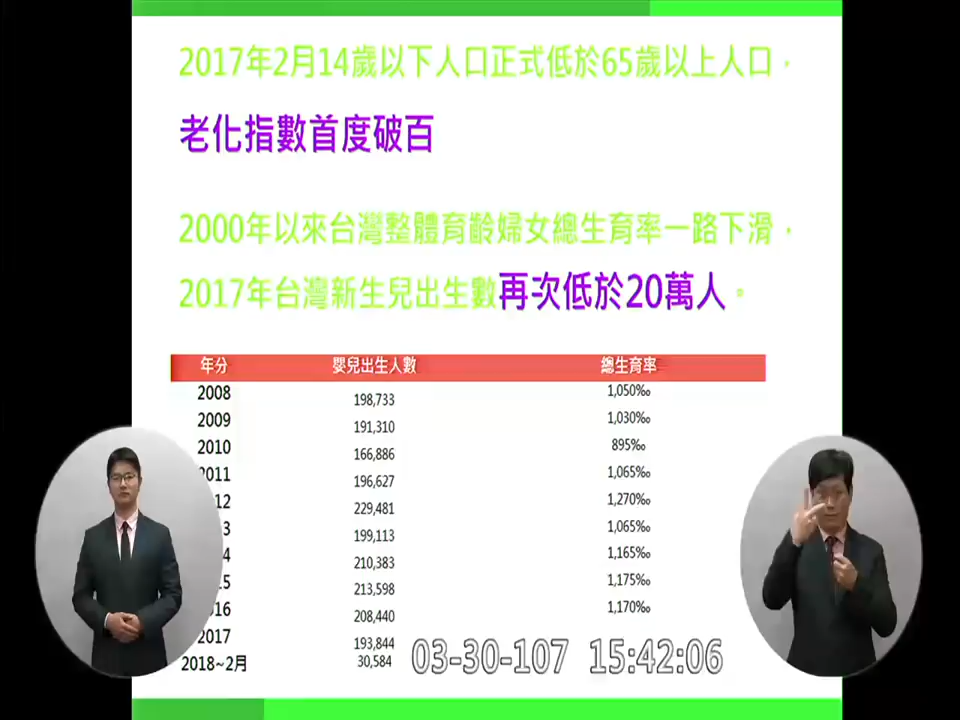 2017年2月14歲以下人口正式低於65歲以上人口，
老化指數首度破百
2000年以來台灣整體育齡婦女總生育率一路下滑，
2017年台灣新生兒出生數再次低於20萬人。
年分 嬰兒出生人數 總生育率
2008 198,733 1,050‰
2009 191,310 1,030‰
2010 166,886 895‰
2011 196,627 1,065‰
12 229,481 1,270‰
3 199,113 1,065‰
4 210,383 1,165‰
15 213,598 1,175‰
16 208,440 1,170‰
2017 193,844
2018~2月 30,584
03-30-107 15:42:06